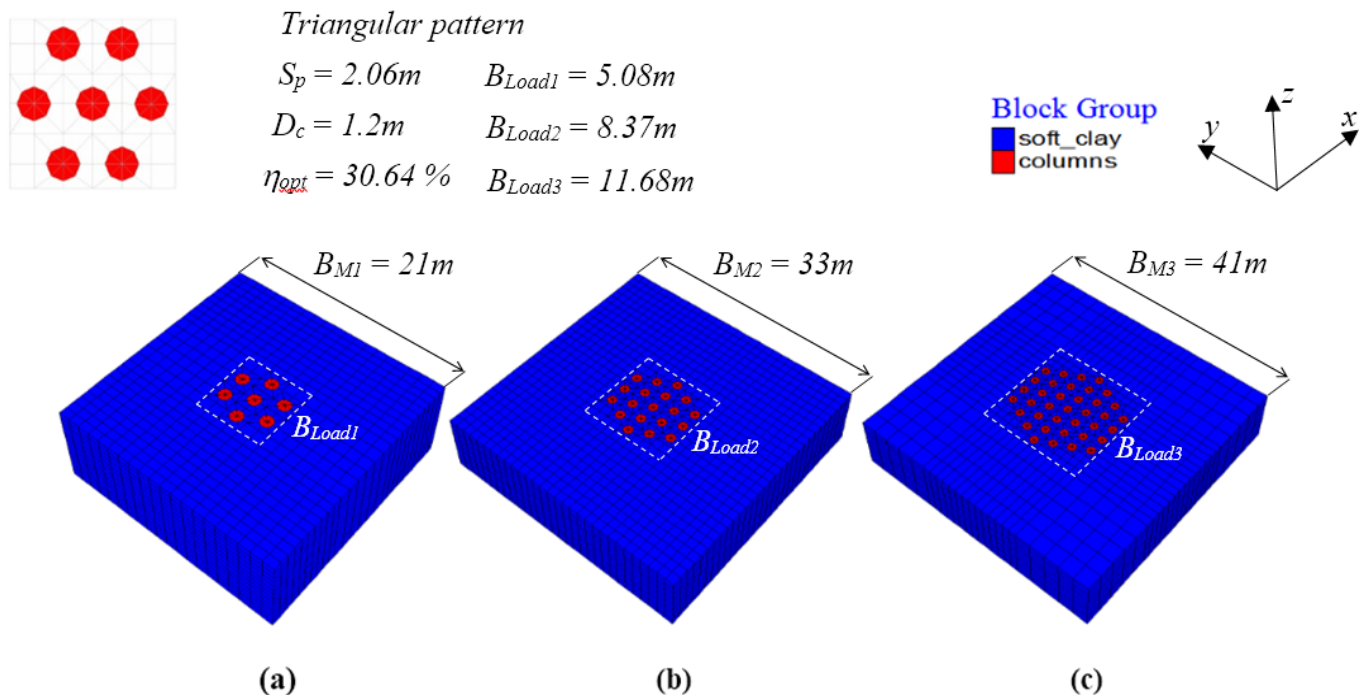 Triangular pattern
Sp = 2.06m BLoad1 = 5.08m
Dc = 1.2m BLoad2 = 8.37m
ηopt = 30.64 % BLoad3 = 11.68m
Block Group
soft_clay
columns
y z x
BM1 = 21m BM2 = 33m BM3 = 41m
BLoad1 BLoad2 BLoad3
(a) (b) (c)